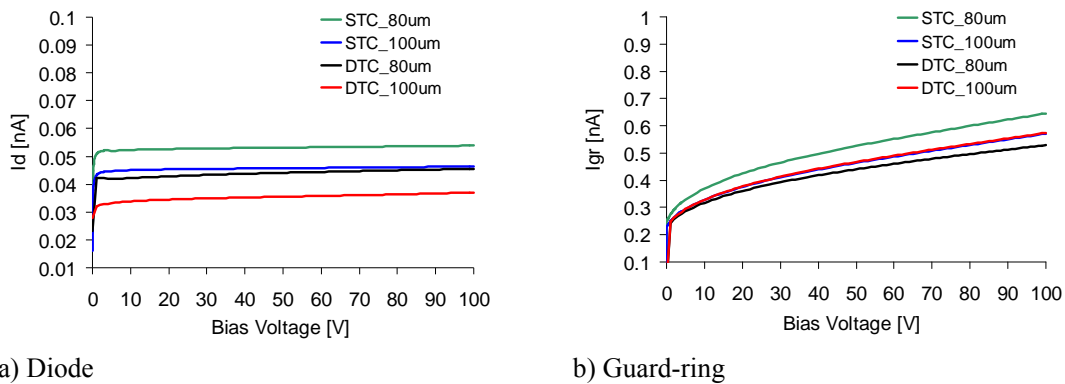 0.1
0.09
0.08
0.07
0.06
0.05
0.04
0.03
0.02
0.01
Id [nA]
0 10 20 30 40 50 60 70 80 90 100
Bias Voltage [V]
STC_80um
STC_100um
DTC_80um
DTC_100um
a) Diode
1
0.9
0.8
0.7
0.6
0.5
0.4
0.3
0.2
0.1
Igr [nA]
0 10 20 30 40 50 60 70 80 90 100
Bias Voltage [V]
STC_80um
STC_100um
DTC_80um
DTC_100um
b) Guard-ring